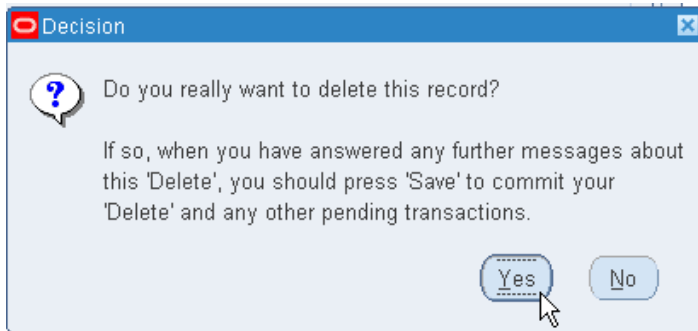 Decision
Do you really want to delete this record?
If so, when you have answered any further messages about
this 'Delete', you should press 'Save' to commit your
'Delete' and any other pending transactions.
Yes
No